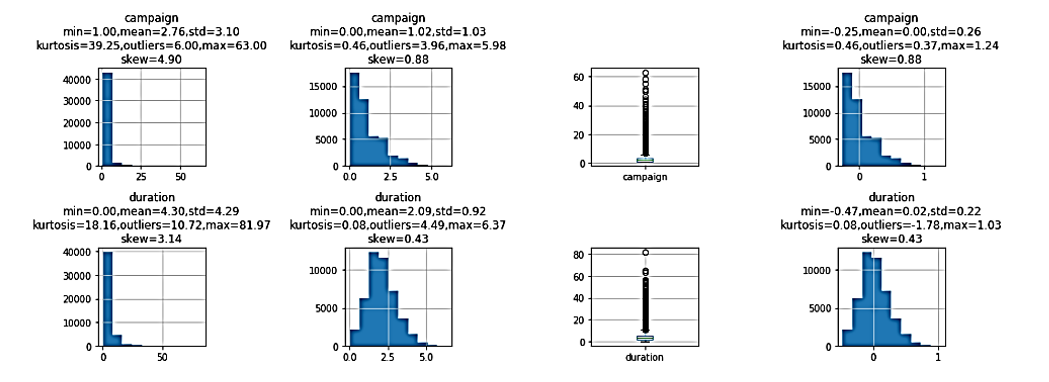 campaign
min=1.00,mean=2.76,std=3.10
kurtosis=39.25,outliers=6.00,max=63.00
skew=4.90
40000
30000
20000
10000
0
0
25
50
campaign
min=0.00,mean=1.02,std=1.03
kurtosis=0.46,outliers=3.96,max=5.98
skew=0.88
15000
10000
5000
0
0.0
2.5
5.0
60
40
20
0
campaign
campaign
min=-0.25,mean=0.00,std=0.26
kurtosis=0.46,outliers=0.37,max=1.24
skew=0.88
15000
10000
5000
0
0
1
duration
min=0.00,mean=4.30,std=4.29
kurtosis=18.16,outliers=10.72,max=81.97
skew=3.14
40000
30000
20000
10000
0
0
50
duration
min=0.00,mean=2.09,std=0.92
kurtosis=0.08,outliers=4.49,max=6.37
skew=0.43
10000
5000
0
0.0
2.5
5.0
80
60
40
20
0
duration
duration
min=-0.47,mean=0.02,std=0.22
kurtosis=0.08,outliers=-1.78,max=1.03
skew=0.43
10000
5000
0
0
1